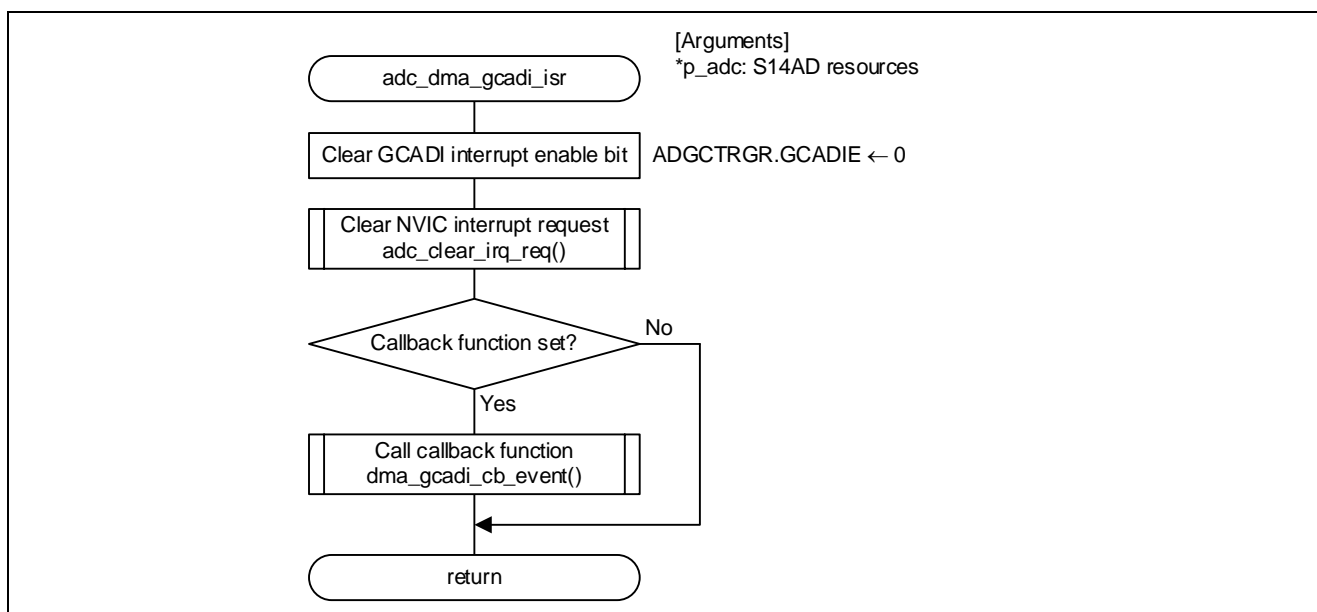 [Arguments]
*p_adc: S14AD resources
adc_dma_gcadi_isr
Clear GCADI interrupt enable bit
ADGCTRGR.GCADIE ← 0
Clear NVIC interrupt request
adc_clear_irq_req()
Callback function set?
No
Yes
Call callback function
dma_gcadi_cb_event()
return